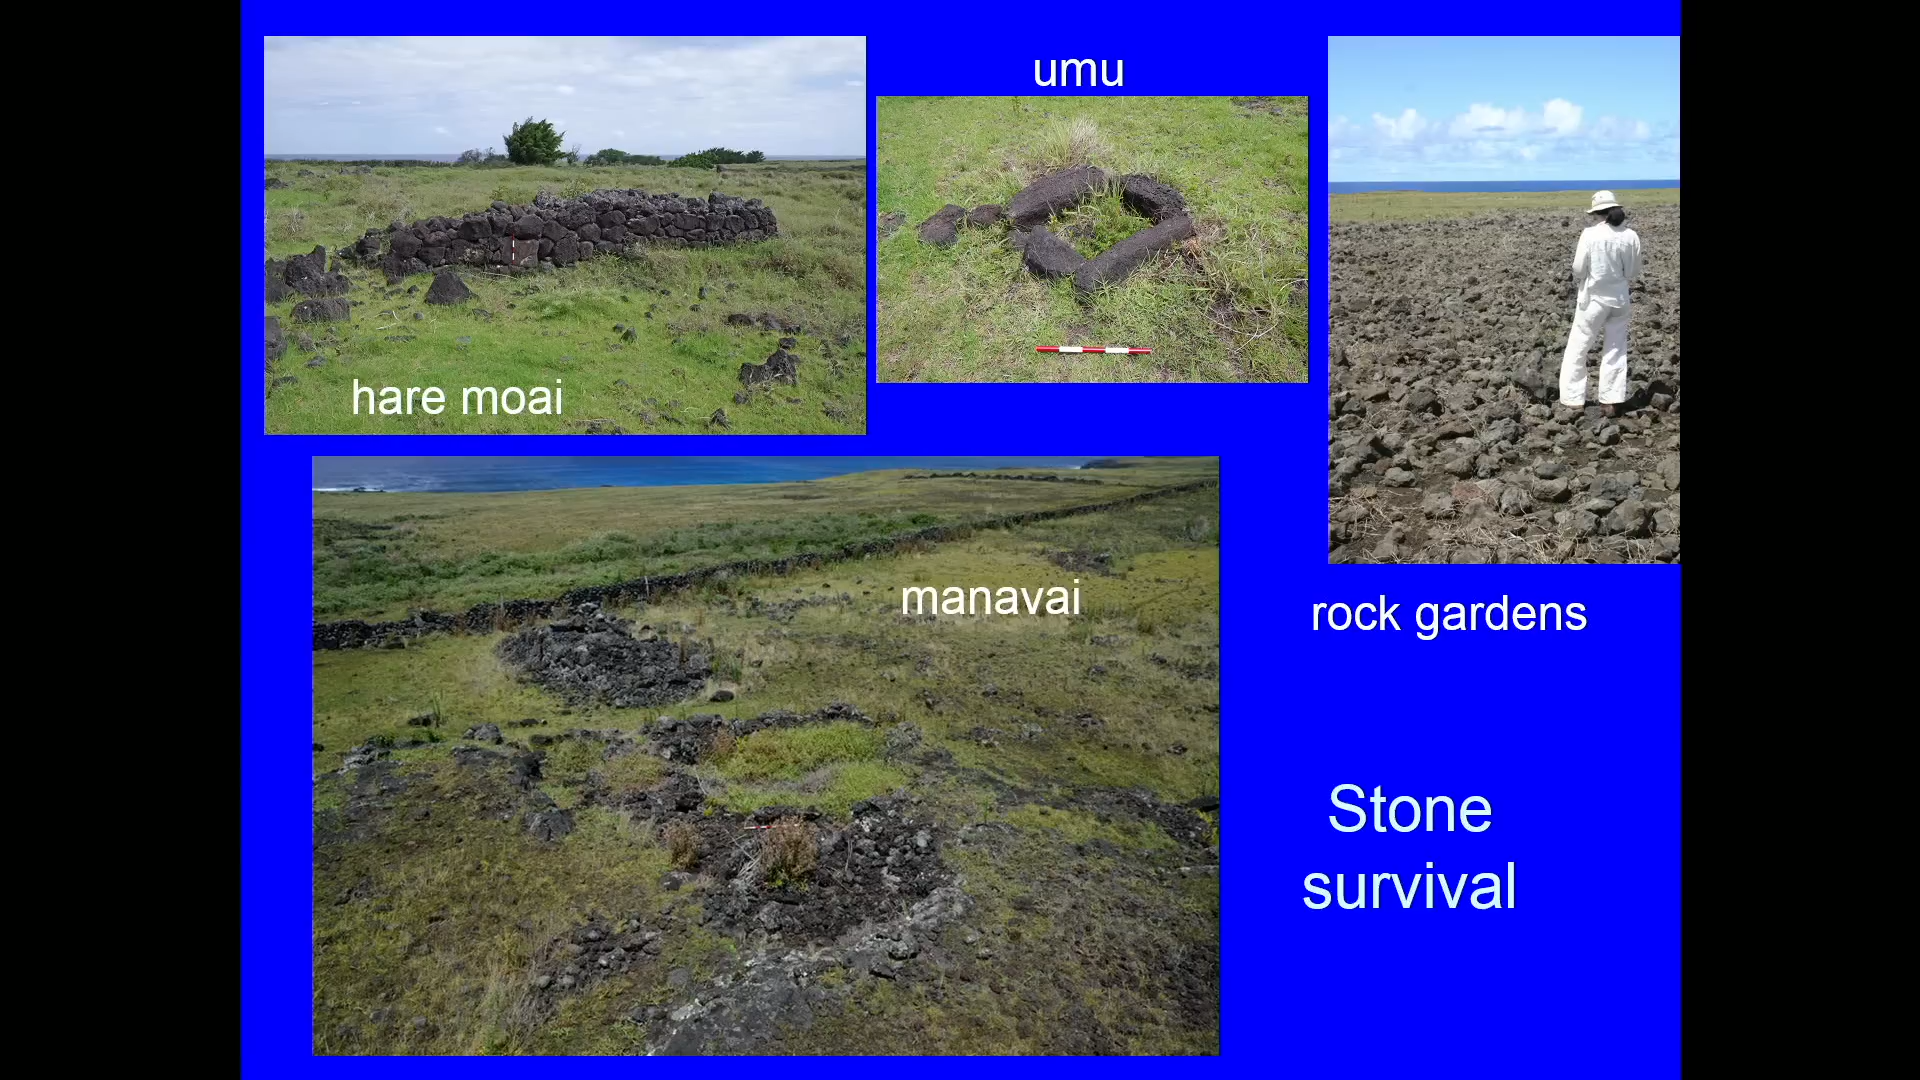 umu
hare moai
manavai
rock gardens
Stone
survival